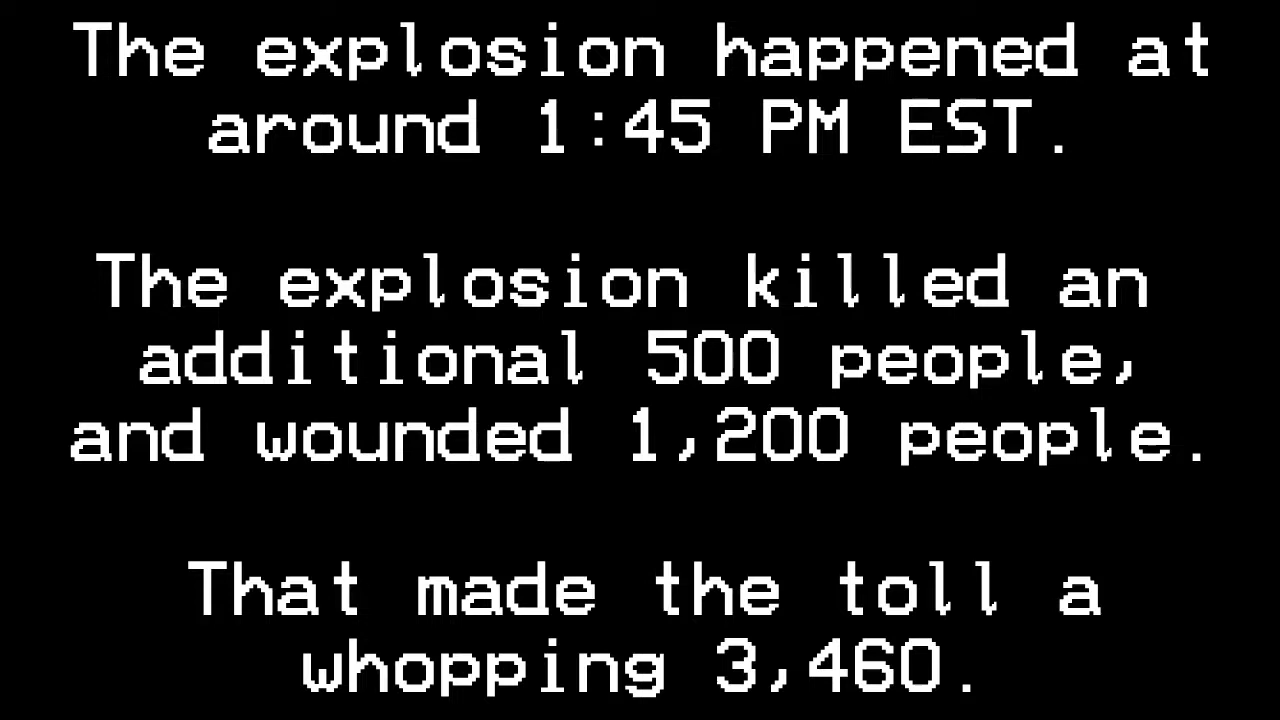 The explosion happened at
around 1:45 PM EST.
The explosion killed an
additional 500 people,
and wounded 1,200 people.
That made the toll a
whopping 3,460.